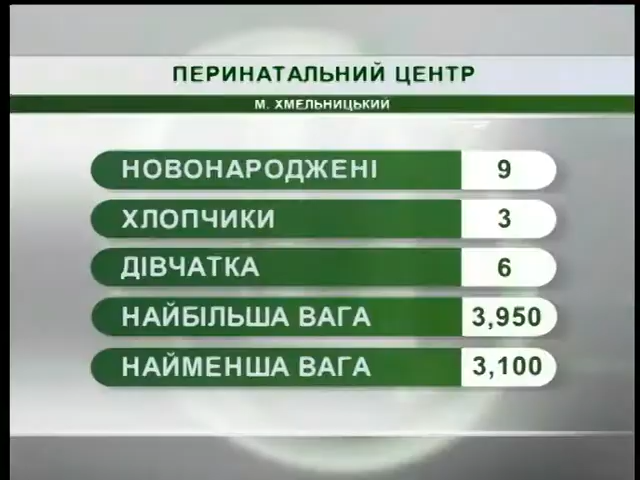 ПЕРИНАТАЛЬНИЙ ЦЕНТР
М. ХМЕЛЬНИЦЬКИЙ
НОВОНАРОДЖЕНІ 9
ХЛОПЧИКИ 3
ДІВЧАТКА 6
НАЙБІЛЬША ВАГА 3,950
НАЙМЕНША ВАГА 3,100